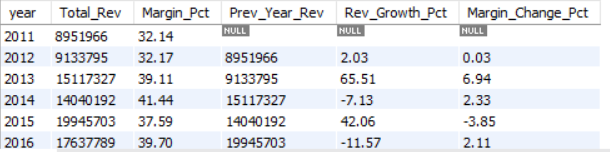 year Total_Rev Margin_Pct Prev_Year_Rev Rev_Growth_Pct Margin_Change_Pct
2011 8951966 32.14 NULL NULL NULL
2012 9133795 32.17 8951966 2.03 0.03
2013 15117327 39.11 9133795 65.51 6.94
2014 14040192 41.44 15117327 -7.13 2.33
2015 19945703 37.59 14040192 42.06 -3.85
2016 17637789 39.70 19945703 -11.57 2.11